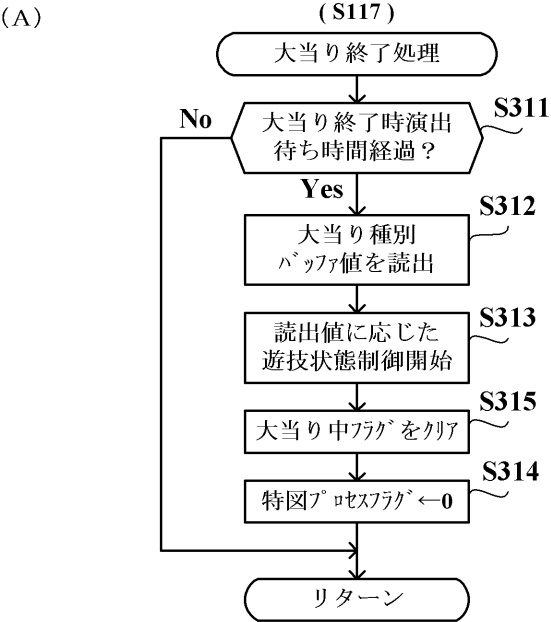 (A)
(S117)
大当り終了処理
S311
大当り終了時演出
待ち時間経過？
No
Yes
S312
大当り種別
ﾊﾞｯﾌｧ値を読出
S313
読出値に応じた
遊技状態制御開始
S315
大当り中ﾌﾗｸﾞをｸﾘｱ
S314
特図ﾌﾟﾛｾｽﾌﾗｸﾞ←0
リターン